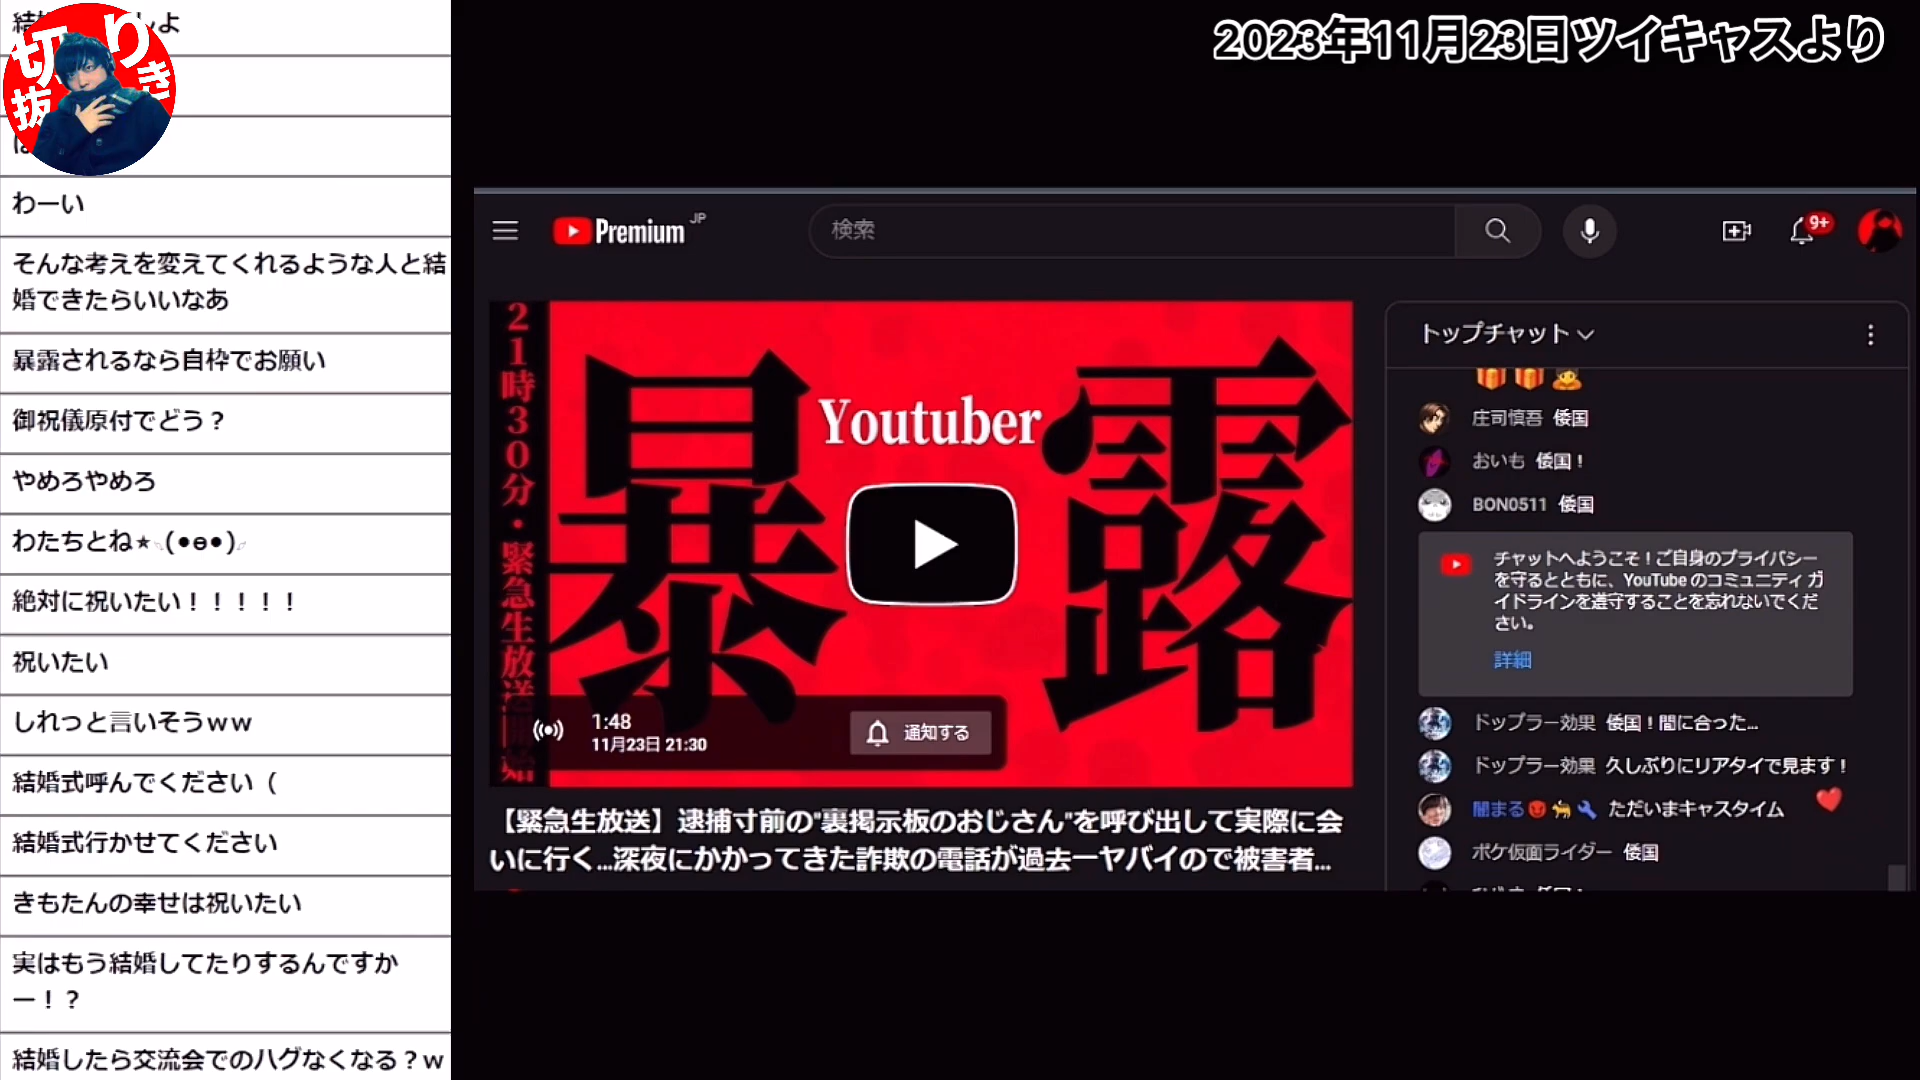 2023年11月23日ツイキャスより
切り抜き
わーい
そんな考えを変えてくれるような人と結
婚できたらいいなあ
暴露されるなら自枠でお願い
御祝儀原付でどう？
やめろやめろ
わたちとね
絶対に祝いたい！！！！！
祝いたい
しれっと言いそうｗｗ
結婚式呼んでください（
結婚式行かせてください
きもたんの幸せは祝いたい
実はもう結婚してたりするんですか
ー！？
結婚したら交流会でのハグなくなる？ｗ
Premium JP
検索
9+
21時30分・緊急生放送開始
暴露
Youtuber
1:48
11月23日 21:30
通知する
【緊急生放送】逮捕寸前の"裏掲示板のおじさん"を呼び出して実際に会
いに行く...深夜にかかってきた詐欺の電話が過去一ヤバイので被害者...
トップチャット
庄司慎吾 倭国
おいも 倭国！
BON0511 倭国
チャットへようこそ！ご自身のプライバシー
を守るとともに、YouTube のコミュニティ ガ
イドラインを遵守することを忘れないでくだ
さい。
詳細
ドップラー効果 倭国！間に合った...
ドップラー効果 久しぶりにリアタイで見ます！
闇まる ただいまキャスタイム
ポケ仮面ライダー 倭国